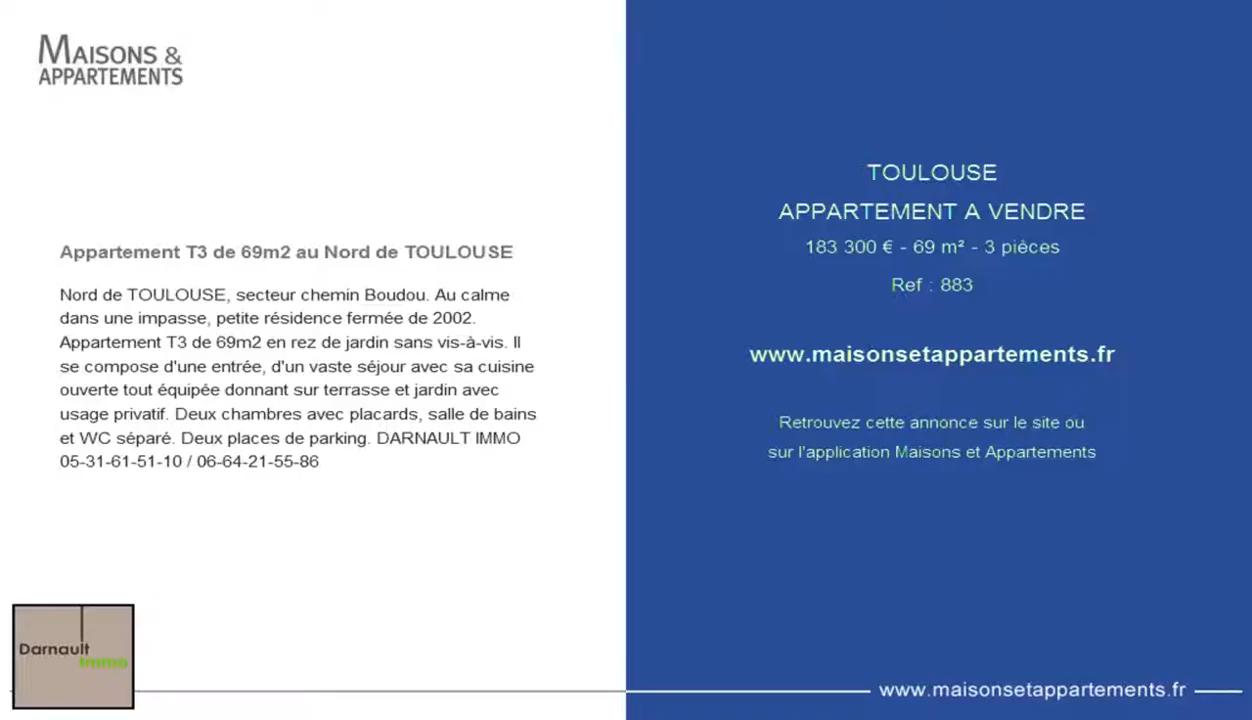 MAISONS &
APPARTEMENTS
Appartement T3 de 69m2 au Nord de TOULOUSE
Nord de TOULOUSE, secteur chemin Boudou. Au calme
dans une impasse, petite résidence fermée de 2002.
Appartement T3 de 69m2 en rez de jardin sans vis-à-vis. Il
se compose d'une entrée, d'un vaste séjour avec sa cuisine
ouverte tout équipée donnant sur terrasse et jardin avec
usage privatif. Deux chambres avec placards, salle de bains
et WC séparé. Deux places de parking. DARNAULT IMMO
05-31-61-51-10 / 06-64-21-55-86
Darnault
Immo
TOULOUSE
APPARTEMENT A VENDRE
183 300 € - 69 m² - 3 pièces
Ref : 883
www.maisonsetappartements.fr
Retrouvez cette annonce sur le site ou
sur l'application Maisons et Appartements
www.maisonsetappartements.fr